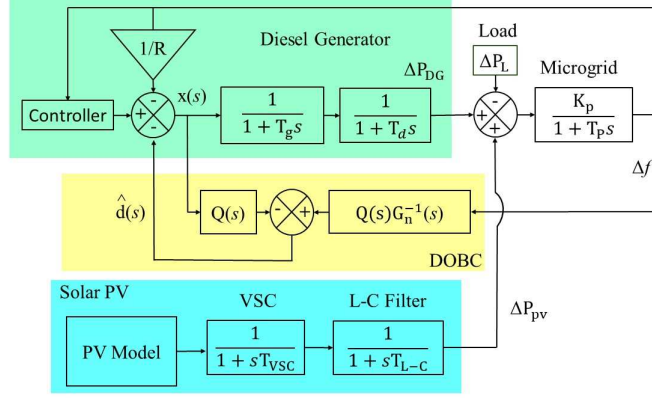 1/R
Diesel Generator
Load
ΔP_L
Microgrid
Controller
+ - -
x(s)
1 / (1 + T_g s)
1 / (1 + T_d s)
ΔP_DG
+ - +
K_p / (1 + T_P s)
Δf
d̂(s)
Q(s)
- +
Q(s)G_n^{-1}(s)
DOBC
Solar PV
VSC
L-C Filter
ΔP_pv
PV Model
1 / (1 + sT_VSC)
1 / (1 + sT_L−C)